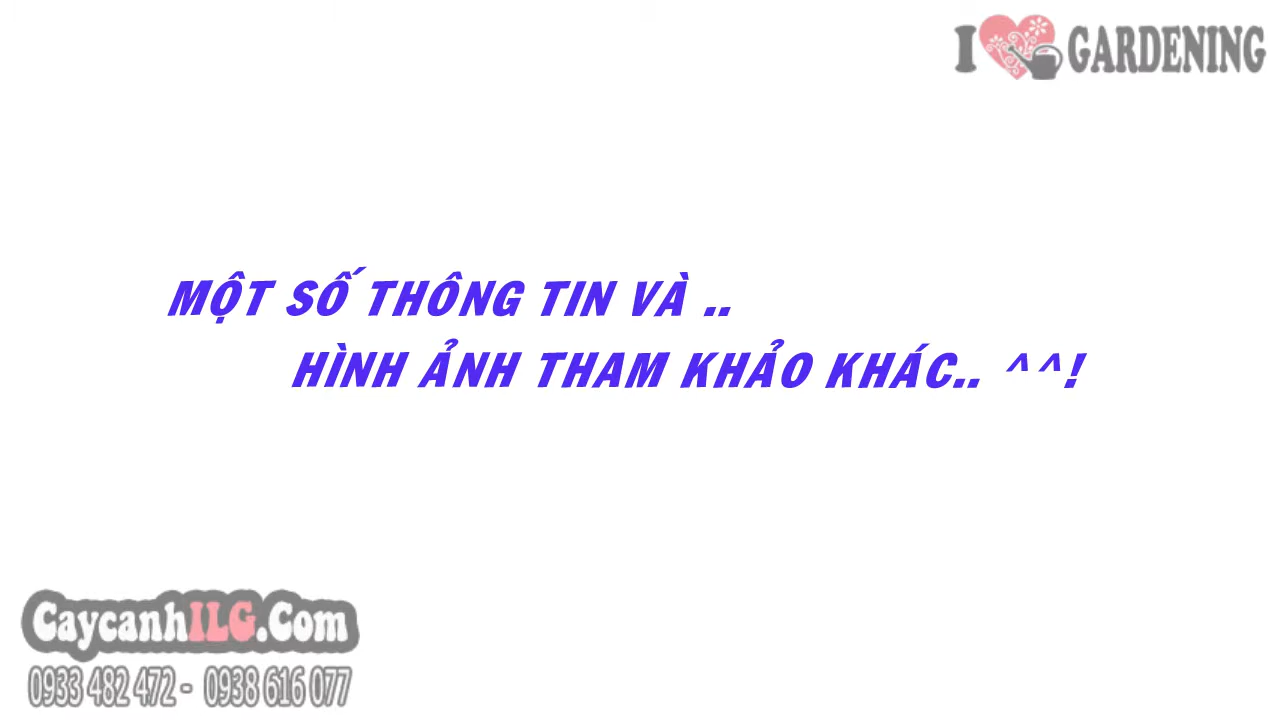 I GARDENING
MỘT SỐ THÔNG TIN VÀ ..
HÌNH ẢNH THAM KHẢO KHÁC.. ^^!
CaycanhILG.Com
0933 482 472 - 0938 616 077